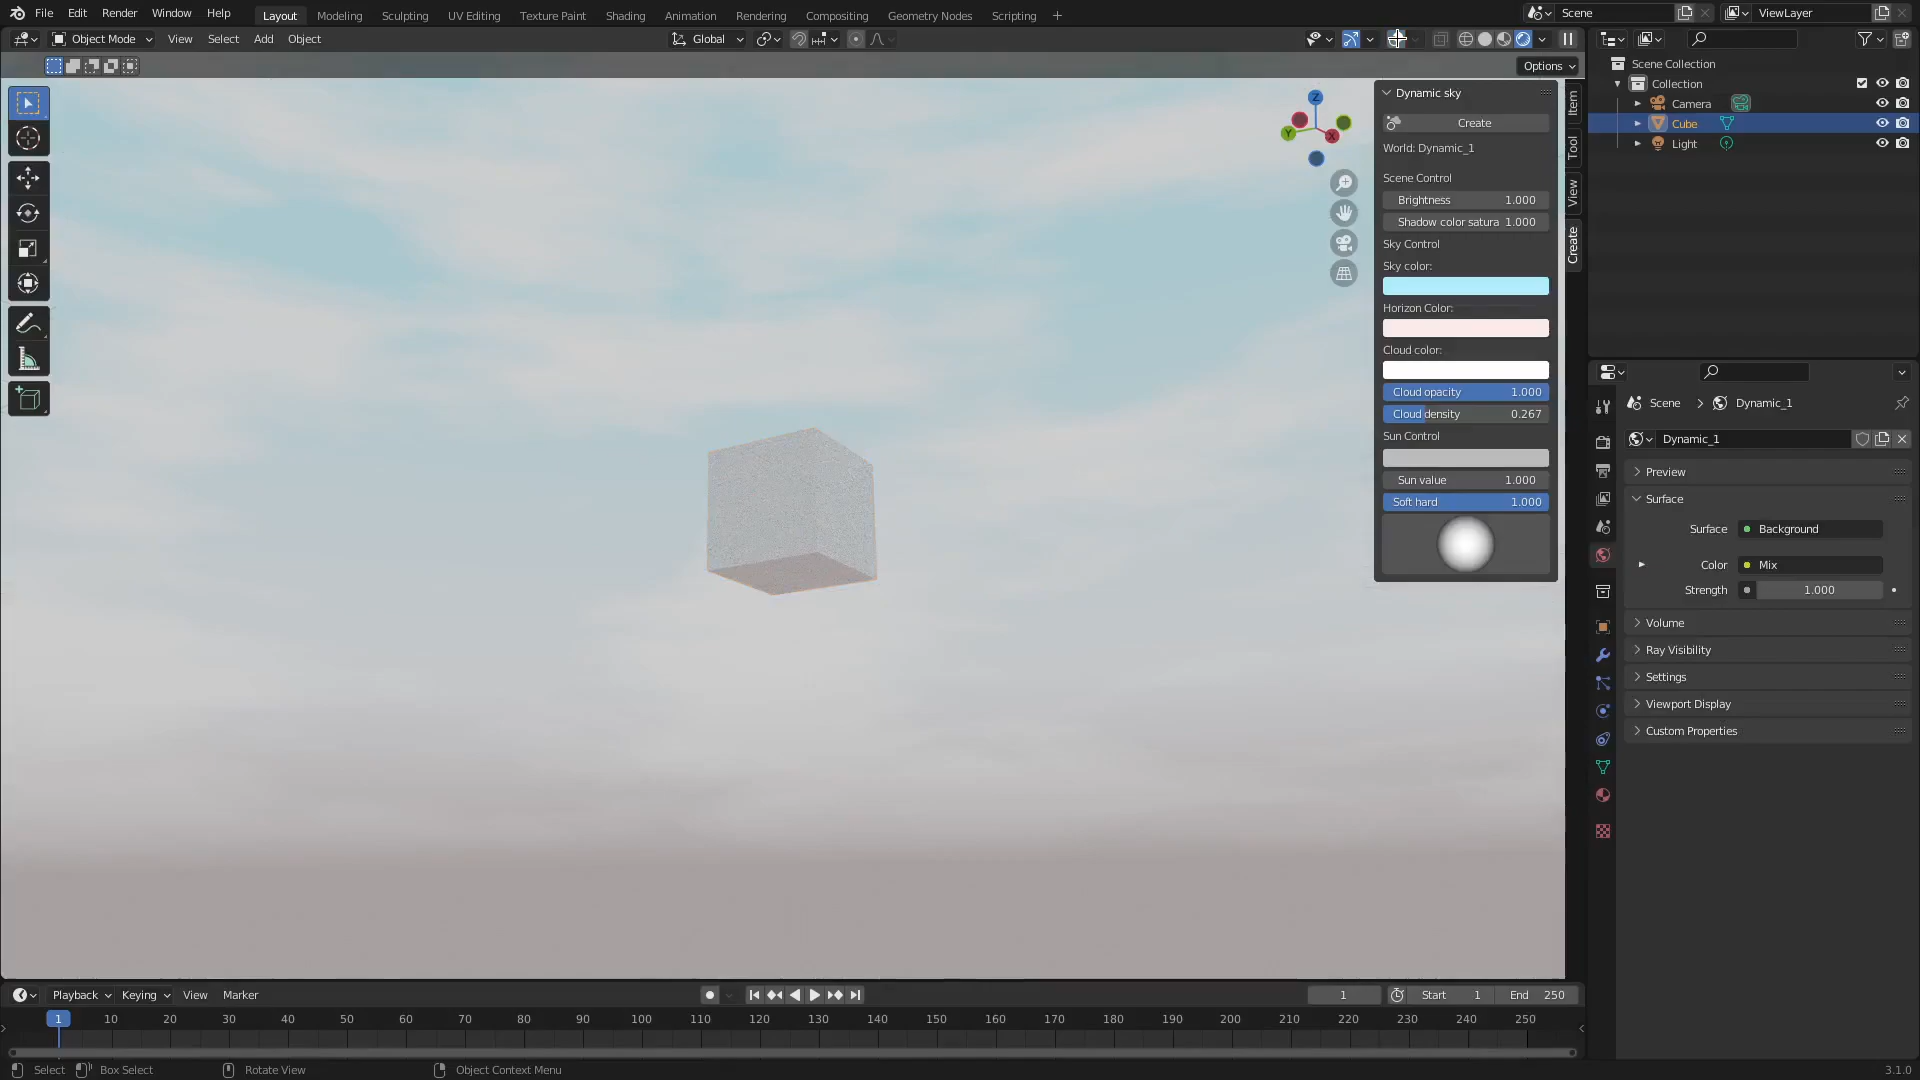 File Edit Render Window Help Layout Modeling Sculpting UV Editing Texture Paint Shading Animation Rendering Compositing Geometry Nodes Scripting + Scene ViewLayer
Object Mode View Select Add Object Global
Options
Scene Collection
Collection
Camera
Cube
Light
Dynamic sky
Create
World: Dynamic_1
Scene Control
Brightness 1.000
Shadow color satura 1.000
Sky Control
Sky color:
Horizon Color:
Cloud color:
Cloud opacity 1.000
Cloud density 0.267
Sun Control
Sun value 1.000
Soft hard 1.000
Item
Tool
View
Create
Z
Y
X
Scene > Dynamic_1
Dynamic_1
Preview
Surface
Surface Background
Color Mix
Strength 1.000
Volume
Ray Visibility
Settings
Viewport Display
Custom Properties
Playback Keying View Marker 1 Start 1 End 250
1 10 20 30 40 50 60 70 80 90 100 110 120 130 140 150 160 170 180 190 200 210 220 230 240 250
Select Box Select Rotate View Object Context Menu 3.1.0